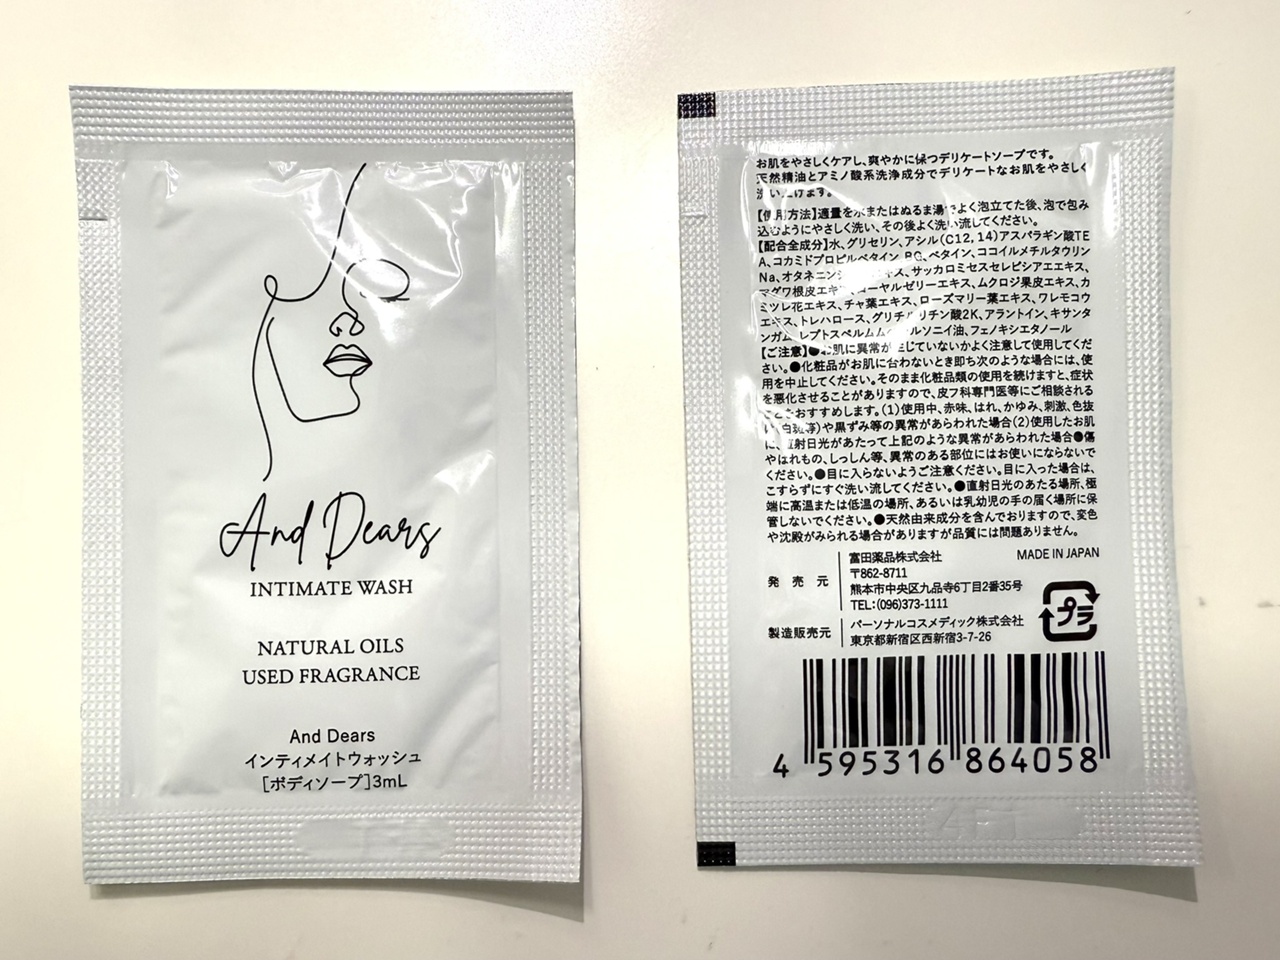 And Dears
INTIMATE WASH
NATURAL OILS
USED FRAGRANCE
And Dears
インティメイトウォッシュ
[ボディソープ]3mL
お肌をやさしくケアし、爽やかに保つデリケートソープです。
天然精油とアミノ酸系洗浄成分でデリケートなお肌をやさしく
洗い上げます。
【使用方法】適量を水またはぬるま湯でよく泡立てた後、泡で包み
込むようにやさしく洗い、その後よく洗い流してください。
【配合全成分】水、グリセリン、アシル(C12,14)アスパラギン酸TE
A、コカミドプロピルベタイン、BG、ベタイン、ココイルメチルタウリン
Na、オタネニンジンキス、サッカロミセスセレビシアエエキス、
マグワ根皮エキス、ローヤルゼリーエキス、ムクロジ果皮エキス、カ
ミツレ花エキス、チャ葉エキス、ローズマリー葉エキス、ワレモコウ
エキス、トレハロース、グリチルリチン酸2K、アラントイン、キサンタ
ンガム、フェノキシエタノール
【ご注意】●お肌に異常が生じていないかよく注意して使用してくだ
さい。●化粧品がお肌に合わないとき即ち次のような場合には、使
用を中止してください。そのまま化粧品類の使用を続けますと、症状
を悪化させることがありますので、皮フ科専門医等にご相談される
ことをおすすめします。(1)使用中、赤味、はれ、かゆみ、刺激、色抜
け(白斑等)や黒ずみ等の異常があらわれた場合(2)使用したお肌
に、直射日光があたって上記のような異常があらわれた場合●傷
やはれもの、しっしん等、異常のある部位にはお使いにならないで
ください。●目に入らないようご注意ください。目に入った場合は、
こすらずにすぐ洗い流してください。●直射日光のあたる場所、極
端に高温または低温の場所、あるいは乳幼児の手の届く場所に保
管しないでください。●天然由来成分を含んでおりますので、変色
や沈殿がみられる場合がありますが品質には問題ありません。
発売元
富田薬品株式会社
MADE IN JAPAN
〒862-8711
熊本市中央区九品寺6丁目2番35号
TEL:(096)373-1111
製造販売元
パーソナルコスメディック株式会社
東京都新宿区西新宿3-7-26
プラ
4 595316 864058